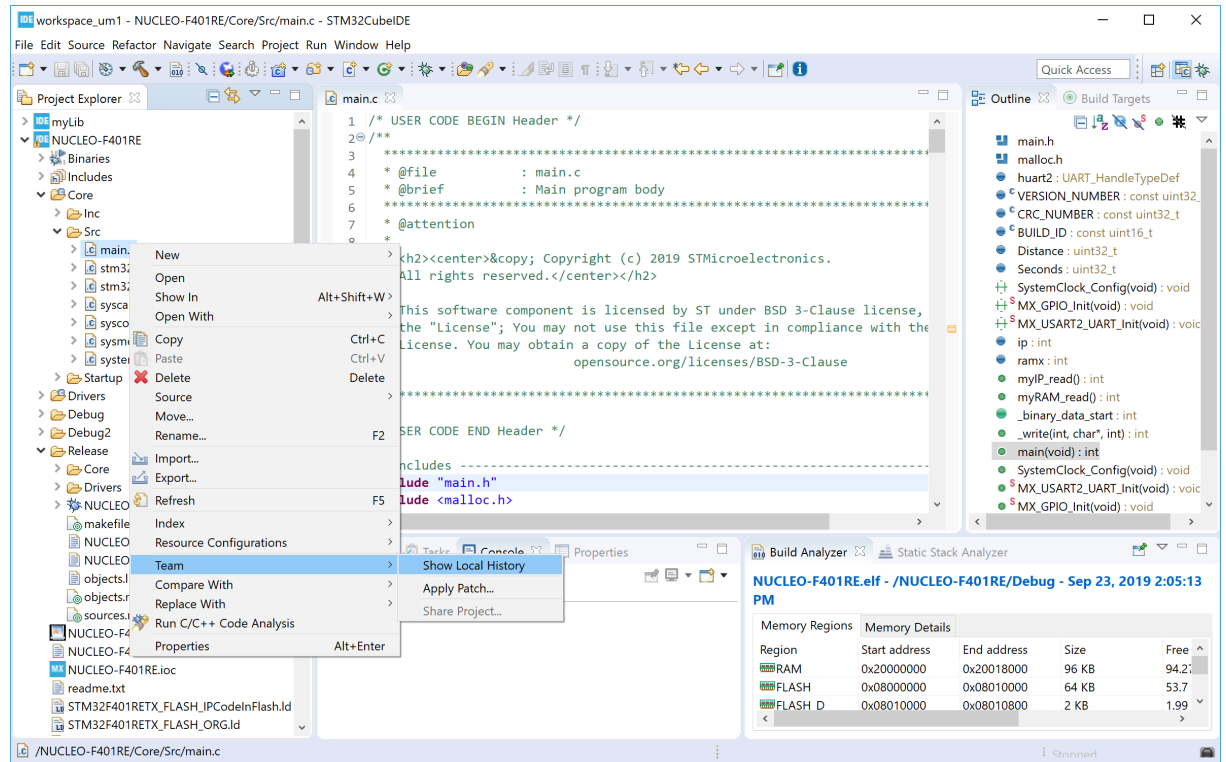 IDE workspace_um1 - NUCLEO-F401RE/Core/Src/main.c - STM32CubeIDE
File Edit Source Refactor Navigate Search Project Run Window Help
Quick Access
Project Explorer
myLib
NUCLEO-F401RE
Binaries
Includes
Core
Inc
Src
main.
stm32
stm32
sysca
sysco
sysme
system
Startup
Drivers
Debug
Debug2
Release
Core
Drivers
NUCLEO
makefile
NUCLEO
NUCLEO
objects.l
objects.r
sources.r
NUCLEO-F4
NUCLEO-F4
MX NUCLEO-F401RE.ioc
readme.txt
STM32F401RETX_FLASH_IPCodeInFlash.ld
STM32F401RETX_FLASH_ORG.ld
New
Open
Show In Alt+Shift+W
Open With
Copy Ctrl+C
Paste Ctrl+V
Delete Delete
Source
Move...
Rename... F2
Import...
Export...
Refresh F5
Index
Resource Configurations
Team
Compare With
Replace With
Run C/C++ Code Analysis
Properties Alt+Enter
Show Local History
Apply Patch...
Share Project...
main.c
1 /* USER CODE BEGIN Header */
2 /**
3 ******************************************************************************
4 * @file : main.c
5 * @brief : Main program body
6 ******************************************************************************
7 * @attention
8 *
<h2><center>&copy; Copyright (c) 2019 STMicroelectronics.
All rights reserved.</center></h2>
This software component is licensed by ST under BSD 3-Clause license,
the "License"; You may not use this file except in compliance with the
License. You may obtain a copy of the License at:
opensource.org/licenses/BSD-3-Clause
******************************************************************************
SER CODE END Header */
ncludes ------------------------------------------------------------------
lude "main.h"
lude <malloc.h>
Tasks Console Properties
Outline Build Targets
main.h
malloc.h
huart2 : UART_HandleTypeDef
VERSION_NUMBER : const uint32_
CRC_NUMBER : const uint32_t
BUILD_ID : const uint16_t
Distance : uint32_t
Seconds : uint32_t
SystemClock_Config(void) : void
MX_GPIO_Init(void) : void
MX_USART2_UART_Init(void) : void
ip : int
ramx : int
myIP_read() : int
myRAM_read() : int
_binary_data_start : int
_write(int, char*, int) : int
main(void) : int
SystemClock_Config(void) : void
MX_USART2_UART_Init(void) : void
MX_GPIO_Init(void) : void
Build Analyzer Static Stack Analyzer
NUCLEO-F401RE.elf - /NUCLEO-F401RE/Debug - Sep 23, 2019 2:05:13
PM
Memory Regions Memory Details
Region Start address End address Size Free
RAM 0x20000000 0x20018000 96 KB 94.27
FLASH 0x08000000 0x08010000 64 KB 53.7
FLASH_D 0x08010000 0x08010800 2 KB 1.99
/NUCLEO-F401RE/Core/Src/main.c
Stopped